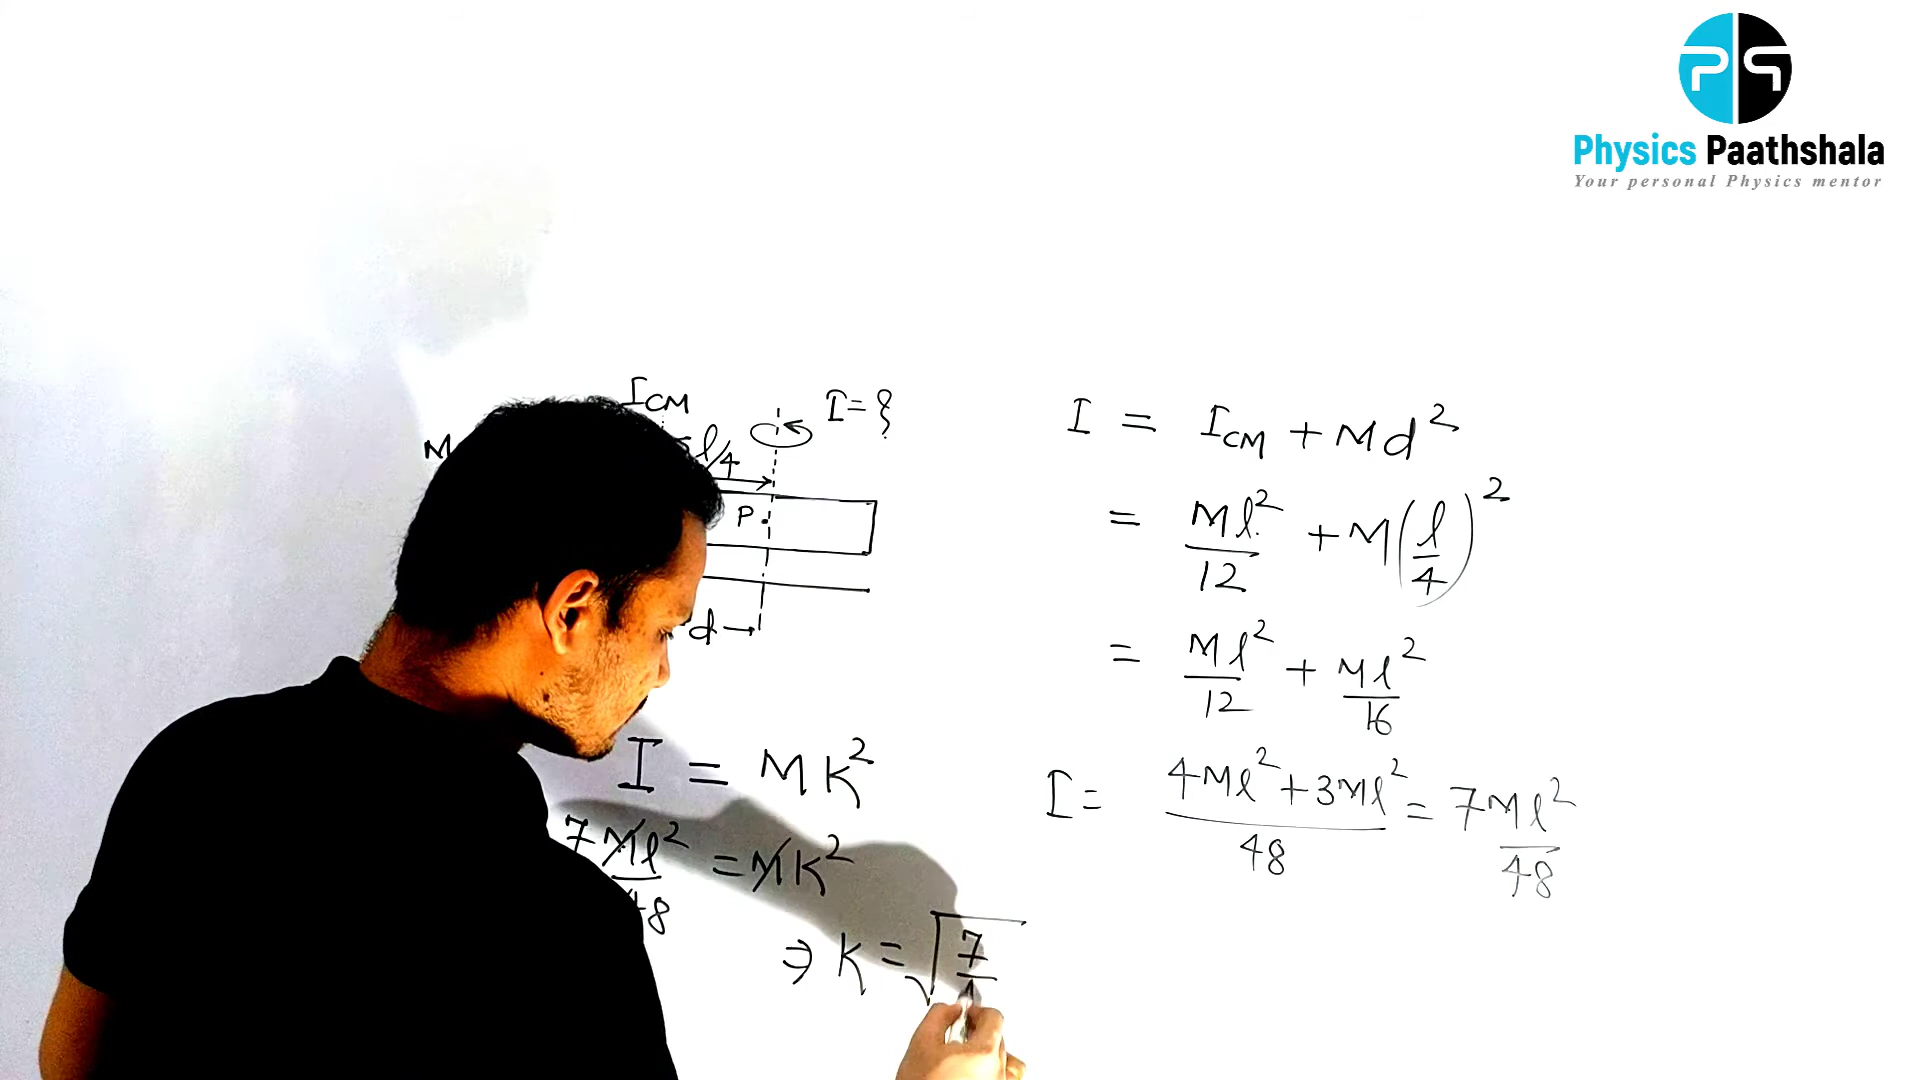 Physics Paathshala
Your personal Physics mentor
I_CM
I = ?
M
l/4
P
d
I = I_CM + Md²
= Ml²/12 + M(l/4)²
= Ml²/12 + Ml²/16
I = (4Ml² + 3Ml²)/48 = 7Ml²/48
I = MK²
7Ml²/48 = MK²
⇒ K = √7